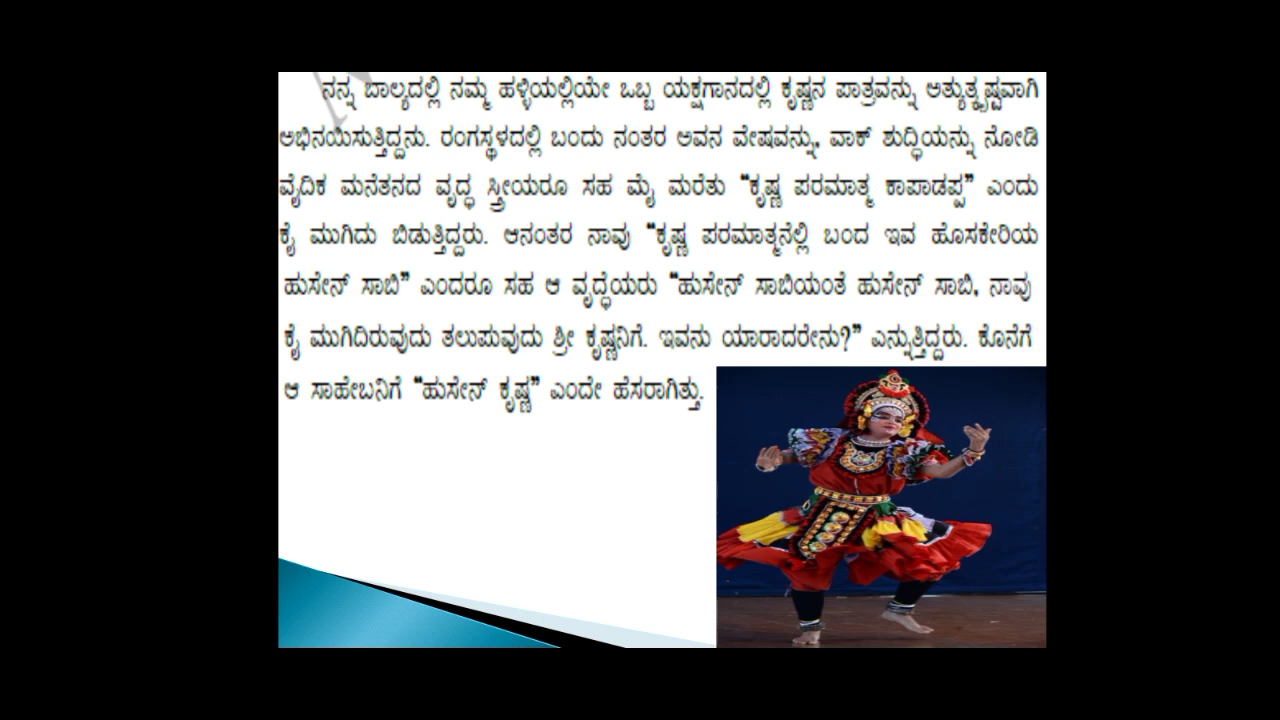 ನನ್ನ ಬಾಲ್ಯದಲ್ಲಿ ನಮ್ಮ ಹಳ್ಳಿಯಲ್ಲಿಯೇ ಒಬ್ಬ ಯಕ್ಷಗಾನದಲ್ಲಿ ಕೃಷ್ಣನ ಪಾತ್ರವನ್ನು ಅತ್ಯುತ್ಕೃಷ್ಟವಾಗಿ
ಅಭಿನಯಿಸುತ್ತಿದ್ದನು. ರಂಗಸ್ಥಳದಲ್ಲಿ ಬಂದು ನಂತರ ಅವನ ವೇಷವನ್ನು, ವಾಕ್ ಶುದ್ಧಿಯನ್ನು ನೋಡಿ
ವೈದಿಕ ಮನೆತನದ ವೃದ್ಧ ಸ್ತ್ರೀಯರೂ ಸಹ ಮೈ ಮರೆತು “ಕೃಷ್ಣ ಪರಮಾತ್ಮ ಕಾಪಾಡಪ್ಪ” ಎಂದು
ಕೈ ಮುಗಿದು ಬಿಡುತ್ತಿದ್ದರು. ಆನಂತರ ನಾವು “ಕೃಷ್ಣ ಪರಮಾತ್ಮನೆಲ್ಲಿ ಬಂದ ಇವ ಹೊಸಕೇರಿಯ
ಹುಸೇನ್ ಸಾಬಿ” ಎಂದರೂ ಸಹ ಆ ವೃದ್ಧೆಯರು “ಹುಸೇನ್ ಸಾಬಿಯಂತೆ ಹುಸೇನ್ ಸಾಬಿ, ನಾವು
ಕೈ ಮುಗಿದಿರುವುದು ತಲುಪುವುದು ಶ್ರೀ ಕೃಷ್ಣನಿಗೆ. ಇವನು ಯಾರಾದರೇನು?” ಎನ್ನುತ್ತಿದ್ದರು. ಕೊನೆಗೆ
ಆ ಸಾಹೇಬನಿಗೆ “ಹುಸೇನ್ ಕೃಷ್ಣ” ಎಂದೇ ಹೆಸರಾಗಿತ್ತು.